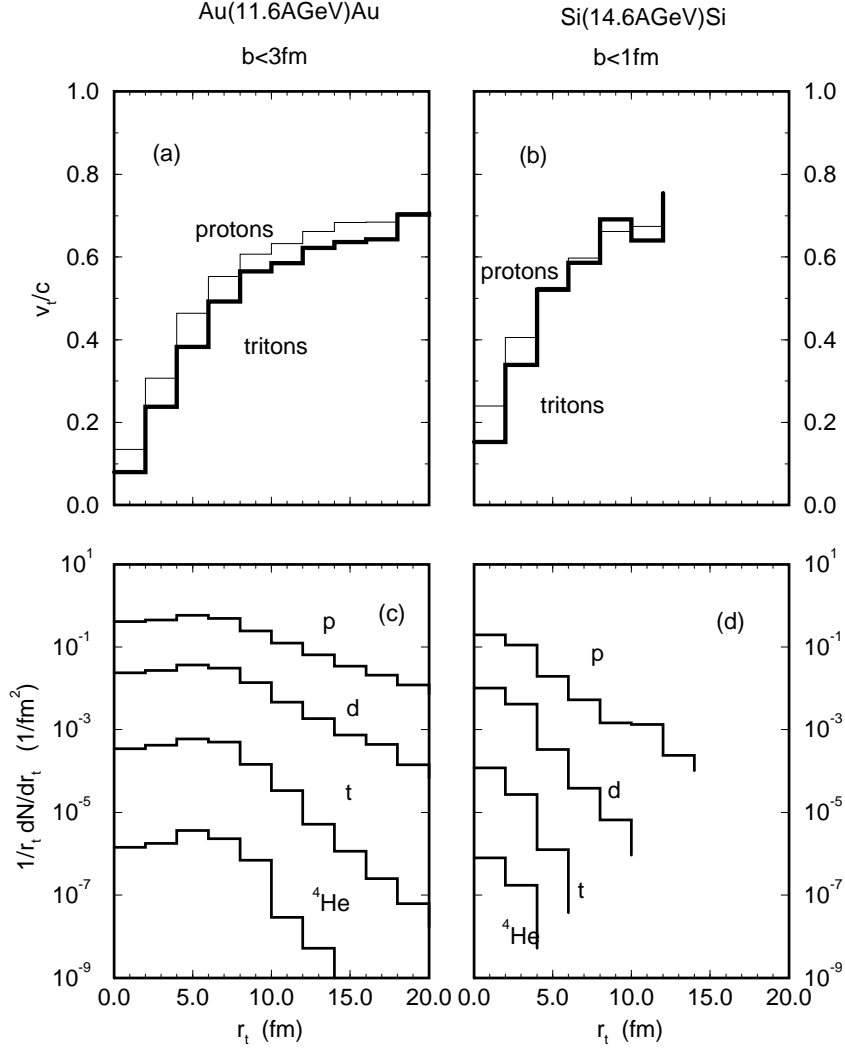 Au(11.6AGeV)Au
Si(14.6AGeV)Si
b<3fm
b<1fm
1.0
0.8
0.6
0.4
0.2
0.0
v_t/c
(a)
protons
tritons
(b)
protons
tritons
1.0
0.8
0.6
0.4
0.2
0.0
10^1
10^-1
10^-3
10^-5
10^-7
10^-9
1/r_t dN/dr_t (1/fm^2)
(c)
p
d
t
^4He
0.0 5.0 10.0 15.0 20.0
r_t (fm)
(d)
p
d
t
^4He
0.0 5.0 10.0 15.0 20.0
r_t (fm)
10^1
10^-1
10^-3
10^-5
10^-7
10^-9